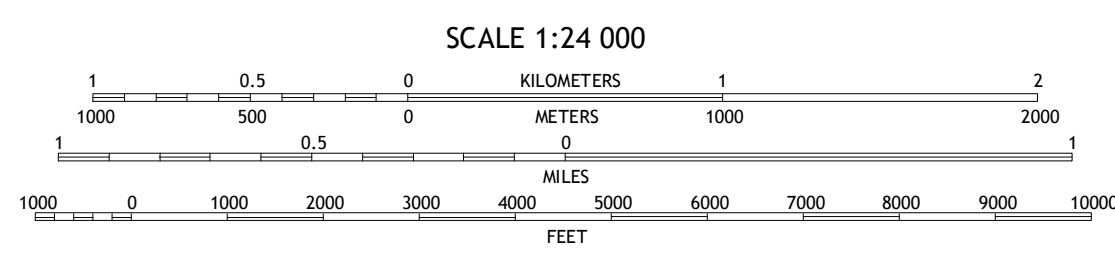 SCALE 1:24 000
1 0.5 0 KILOMETERS 1 2
1000 500 0 METERS 1000 2000
1 0.5 0 1
MILES
1000 0 1000 2000 3000 4000 5000 6000 7000 8000 9000 10000
FEET